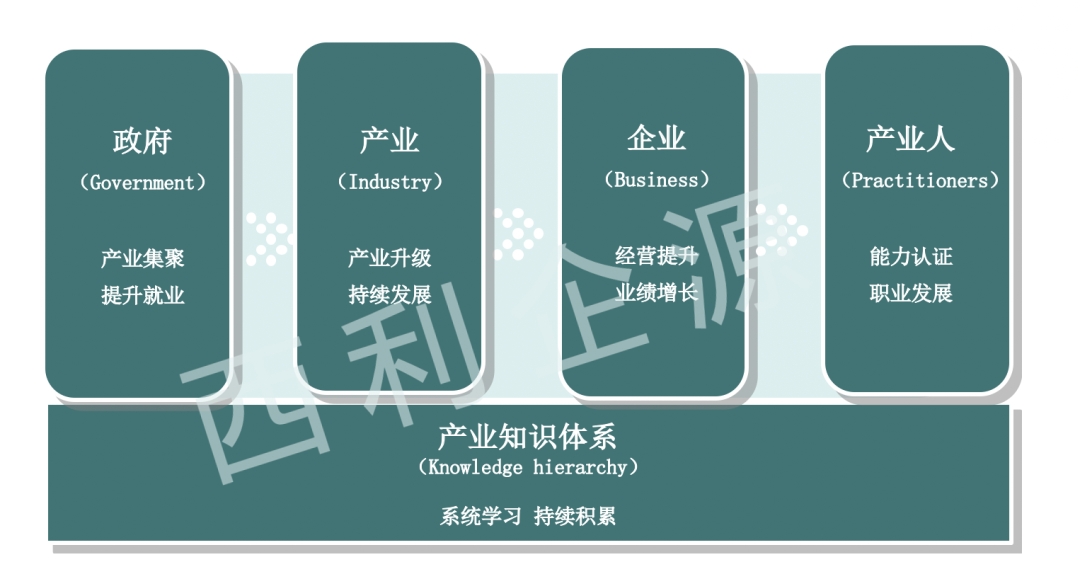 政府
（Government）
产业集聚
提升就业
产业
（Industry）
产业升级
持续发展
企业
（Business）
经营提升
业绩增长
产业人
（Practitioners）
能力认证
职业发展
产业知识体系
（Knowledge hierarchy）
系统学习 持续积累
西利企源